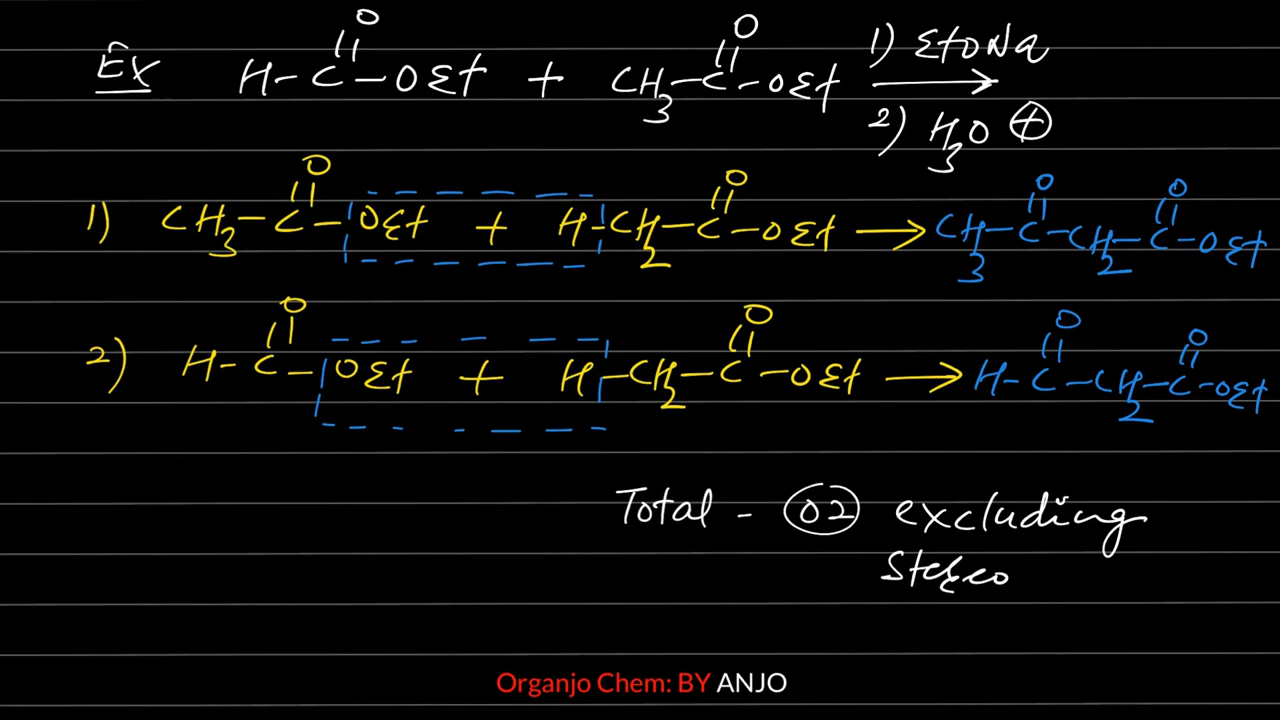 Ex H-C(=O)-OEt + CH3-C(=O)-OEt 1) EtONa 2) H3O⊕ →
1) CH3-C(=O)-OEt + H-CH2-C(=O)-OEt → CH3-C(=O)-CH2-C(=O)-OEt
2) H-C(=O)-OEt + H-CH2-C(=O)-OEt → H-C(=O)-CH2-C(=O)-OEt
Total - 02 excluding
Stereo
Organjo Chem: BY ANJO